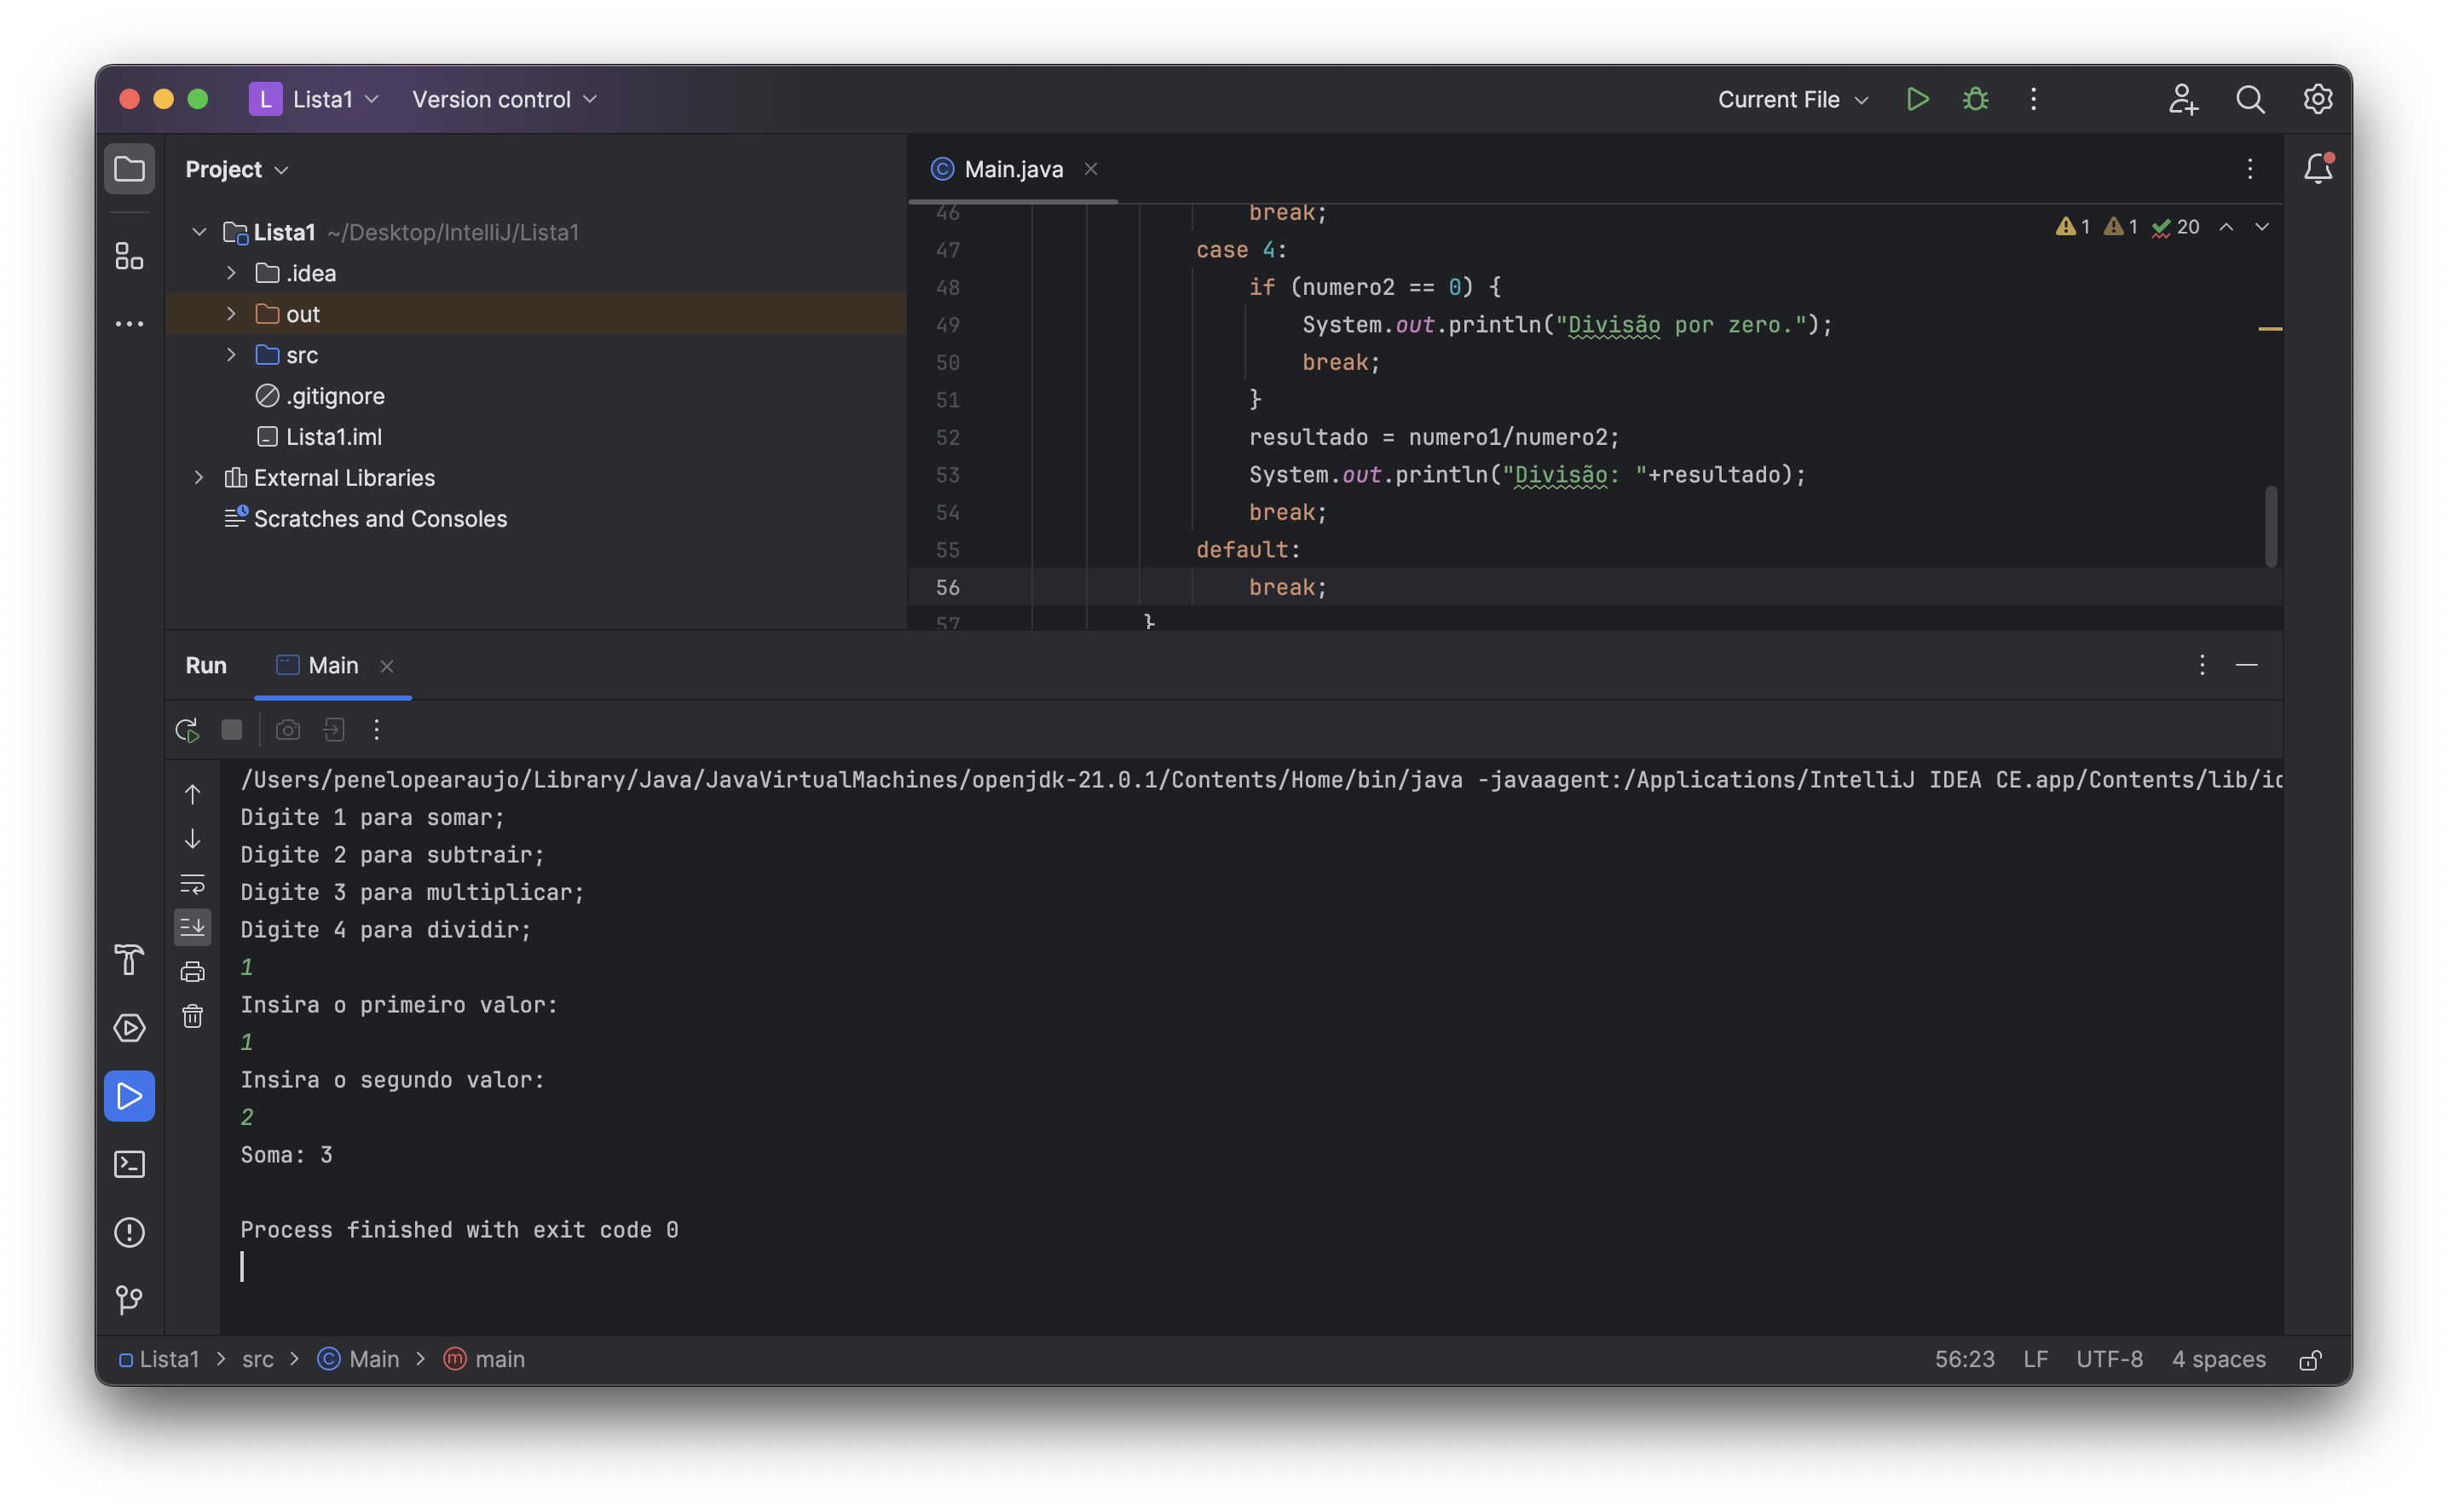 L Lista1 Version control Current File
Project
Main.java
Lista1 ~/Desktop/IntelliJ/Lista1
.idea
out
src
.gitignore
Lista1.iml
External Libraries
Scratches and Consoles
1 1 20
46 break;
47 case 4:
48 if (numero2 == 0) {
49 System.out.println("Divisão por zero.");
50 break;
51 }
52 resultado = numero1/numero2;
53 System.out.println("Divisão: "+resultado);
54 break;
55 default:
56 break;
57 }
Run Main
/Users/penelopearaujo/Library/Java/JavaVirtualMachines/openjdk-21.0.1/Contents/Home/bin/java -javaagent:/Applications/IntelliJ IDEA CE.app/Contents/lib/id
Digite 1 para somar;
Digite 2 para subtrair;
Digite 3 para multiplicar;
Digite 4 para dividir;
1
Insira o primeiro valor:
1
Insira o segundo valor:
2
Soma: 3
Process finished with exit code 0
Lista1 > src > C Main > m main 56:23 LF UTF-8 4 spaces